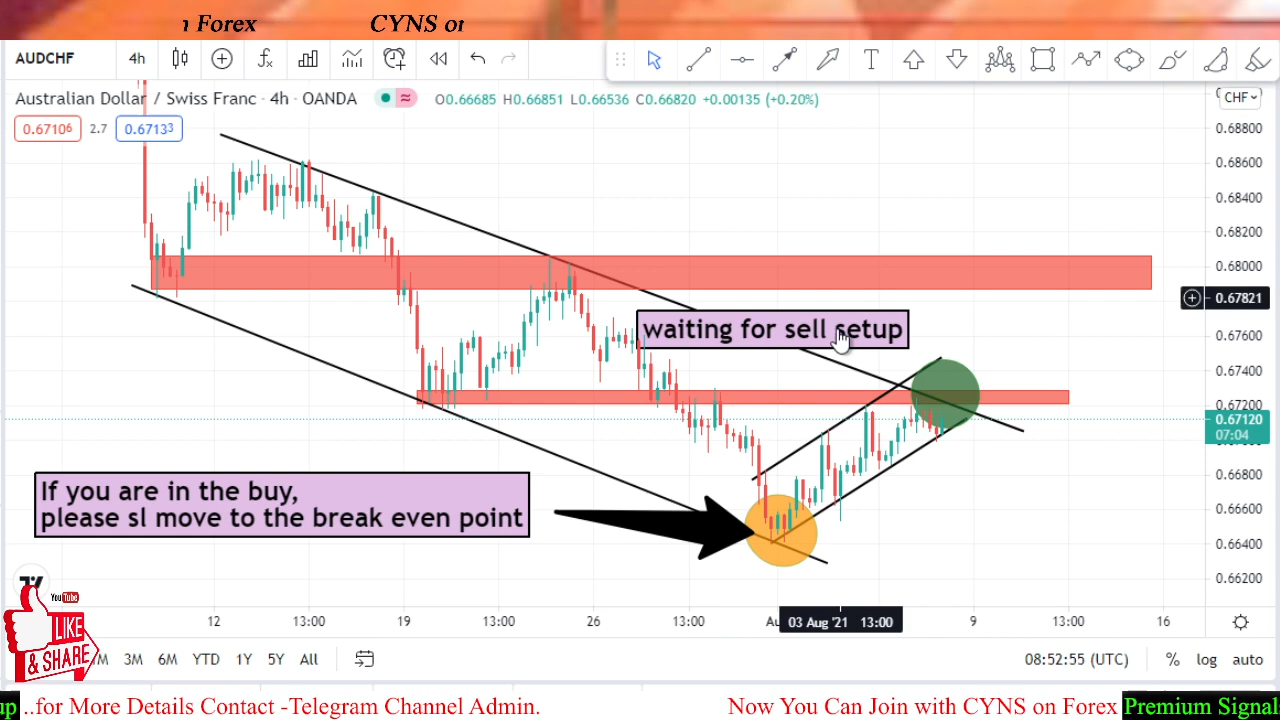 n Forex CYNS on
AUDCHF 4h
Australian Dollar / Swiss Franc · 4h · OANDA O0.66685 H0.66851 L0.66536 C0.66820 +0.00135 (+0.20%)
CHF
0.67106 2.7 0.67133
0.68800
0.68600
0.68400
0.68200
0.68000
0.67821
waiting for sell setup
0.67600
0.67400
0.67200
0.67120
07:04
0.66800
If you are in the buy,
please sl move to the break even point
0.66600
0.66400
0.66200
12 13:00 19 13:00 26 13:00 Au 03 Aug '21 13:00 9 13:00 16
YouTube
LIKE
& SHARE
3M 6M YTD 1Y 5Y All 08:52:55 (UTC) % log auto
up ..for More Details Contact -Telegram Channel Admin. Now You Can Join with CYNS on Forex Premium Signal